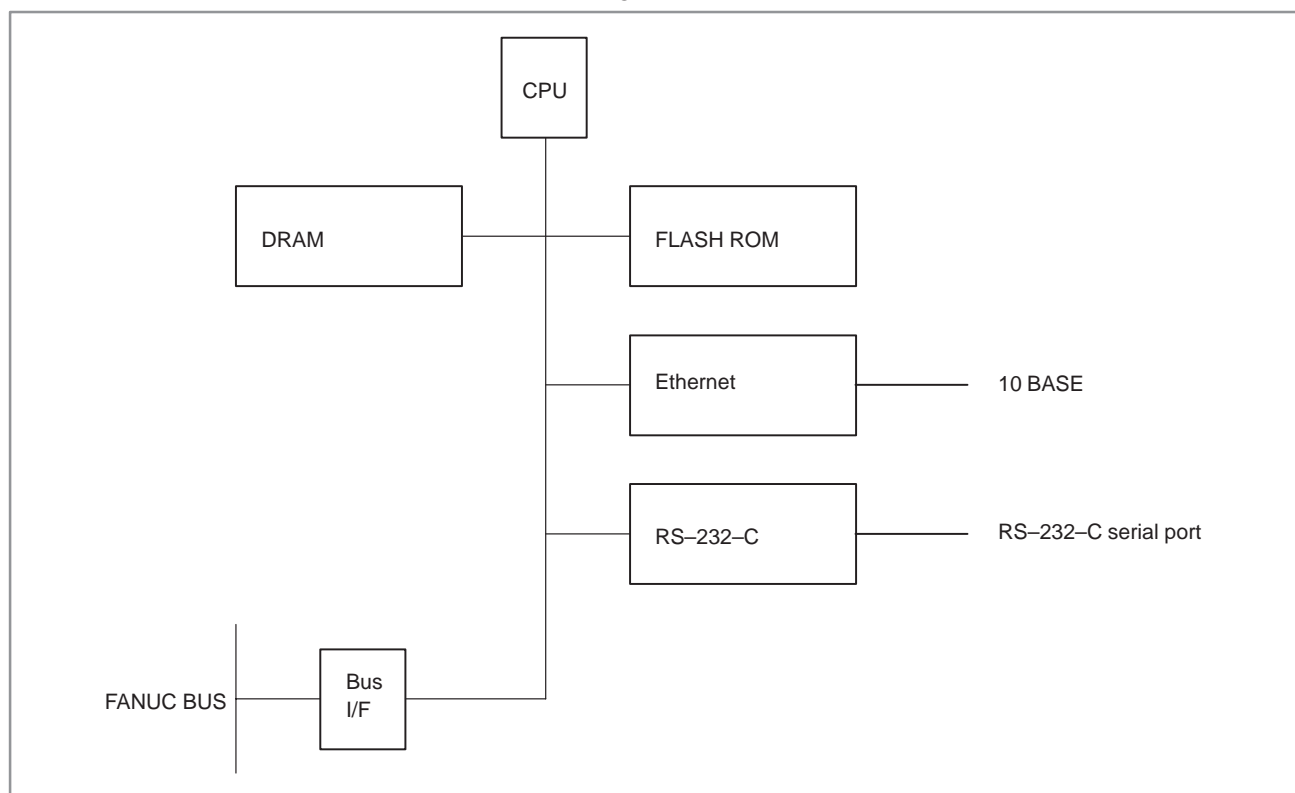 CPU
DRAM
FLASH ROM
Ethernet
10 BASE
RS–232–C
RS–232–C serial port
FANUC BUS
Bus
I/F